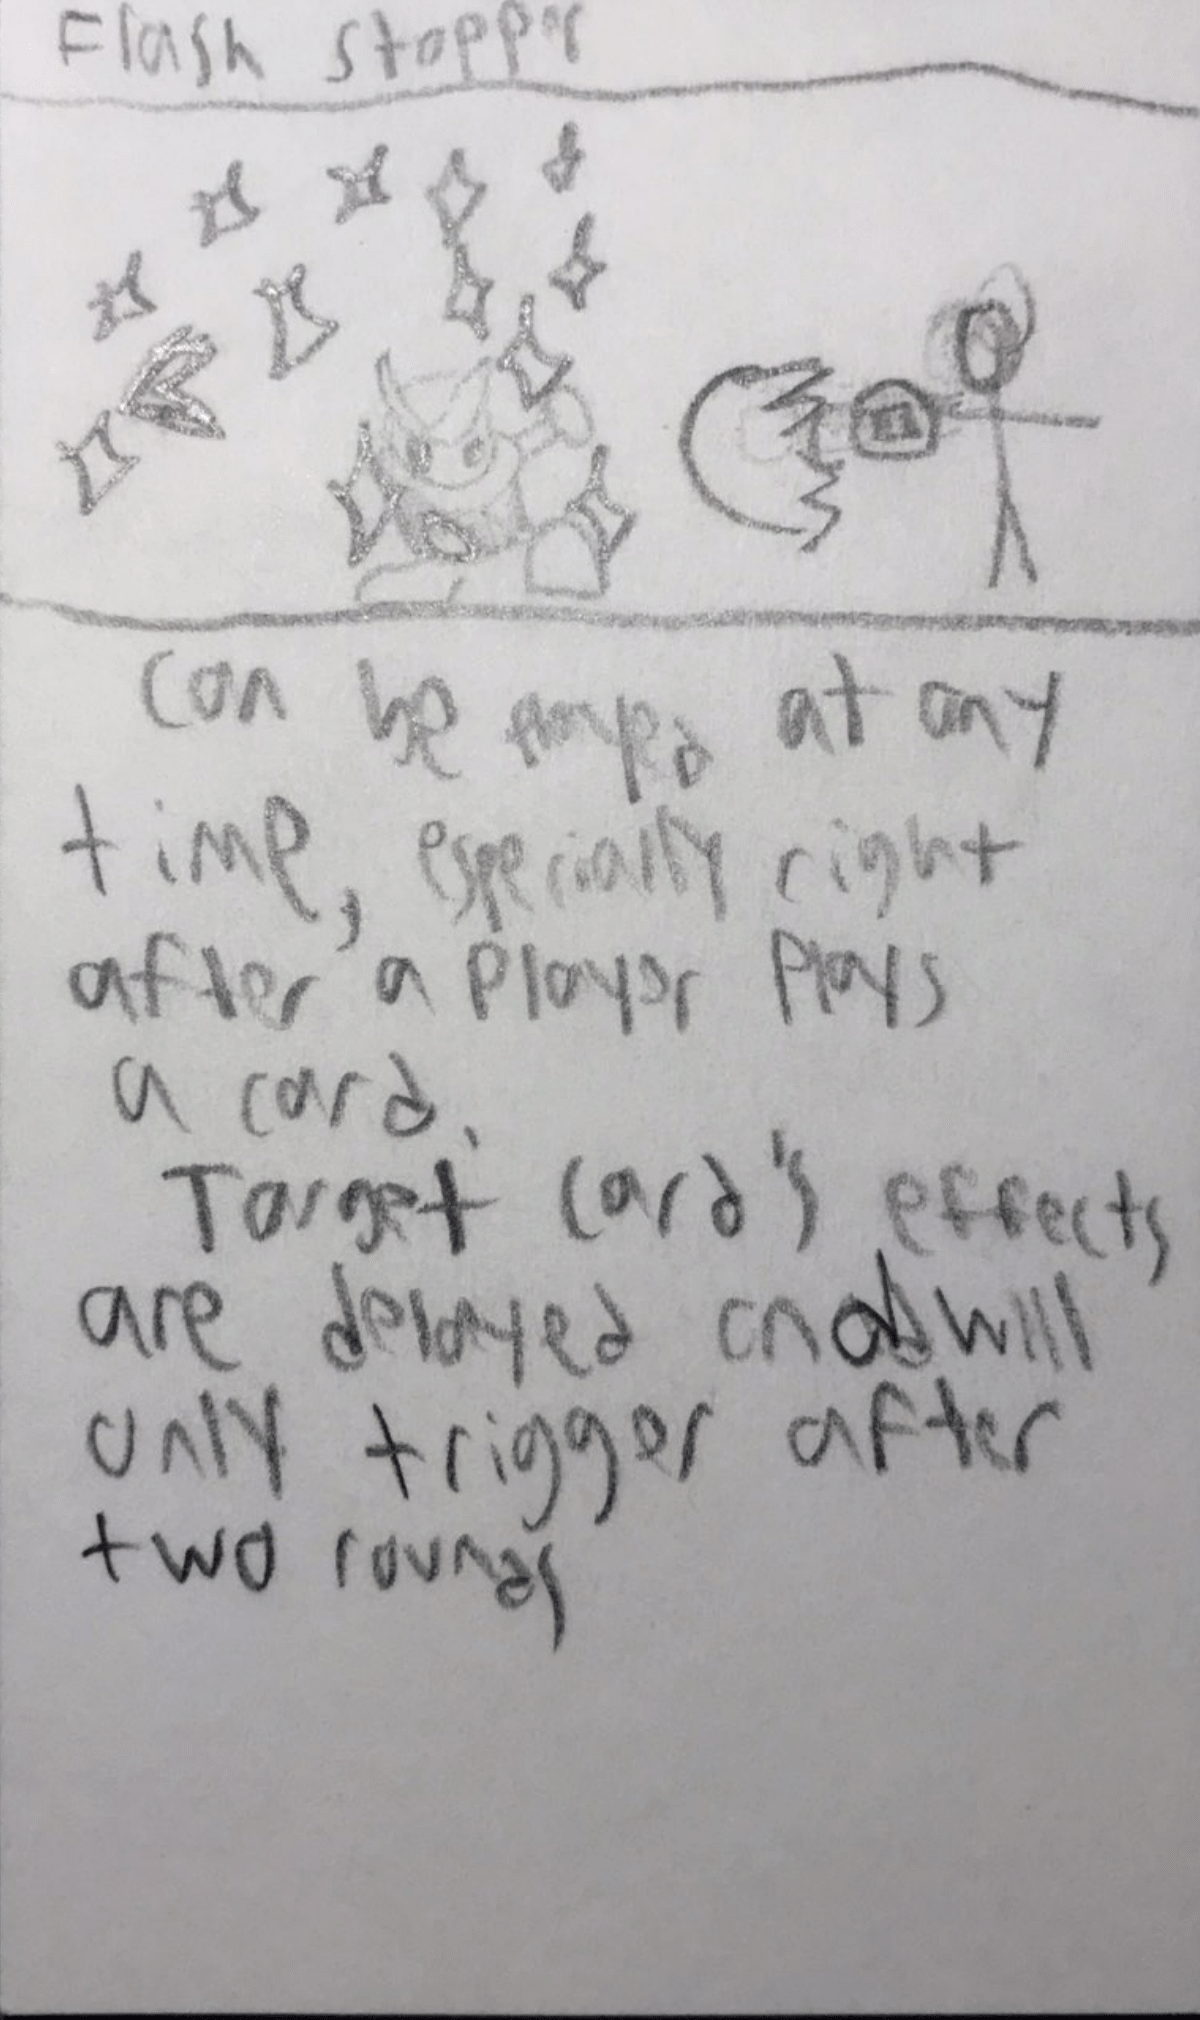 Flash stopper
Can be at any
time, especially right
after a player plays
a card.
Target card's effects
are delayed and will
only trigger after
two rounds